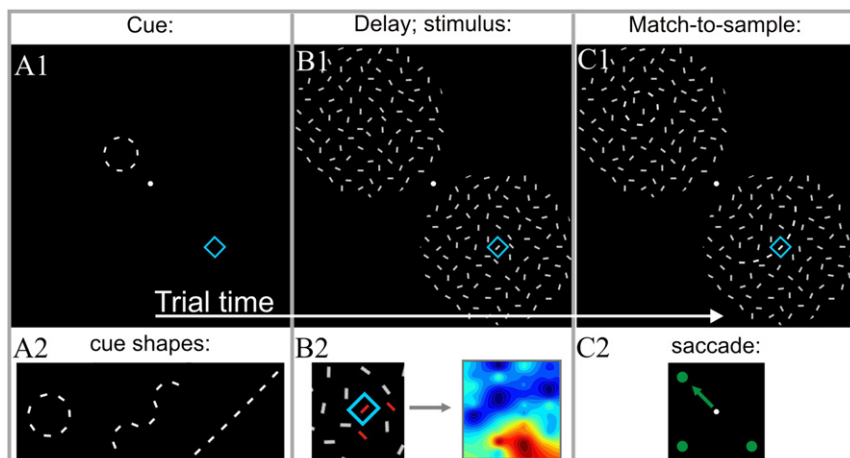 Cue:
Delay; stimulus:
Match-to-sample:
A1
B1
C1
Trial time
A2
cue shapes:
B2
C2
saccade: